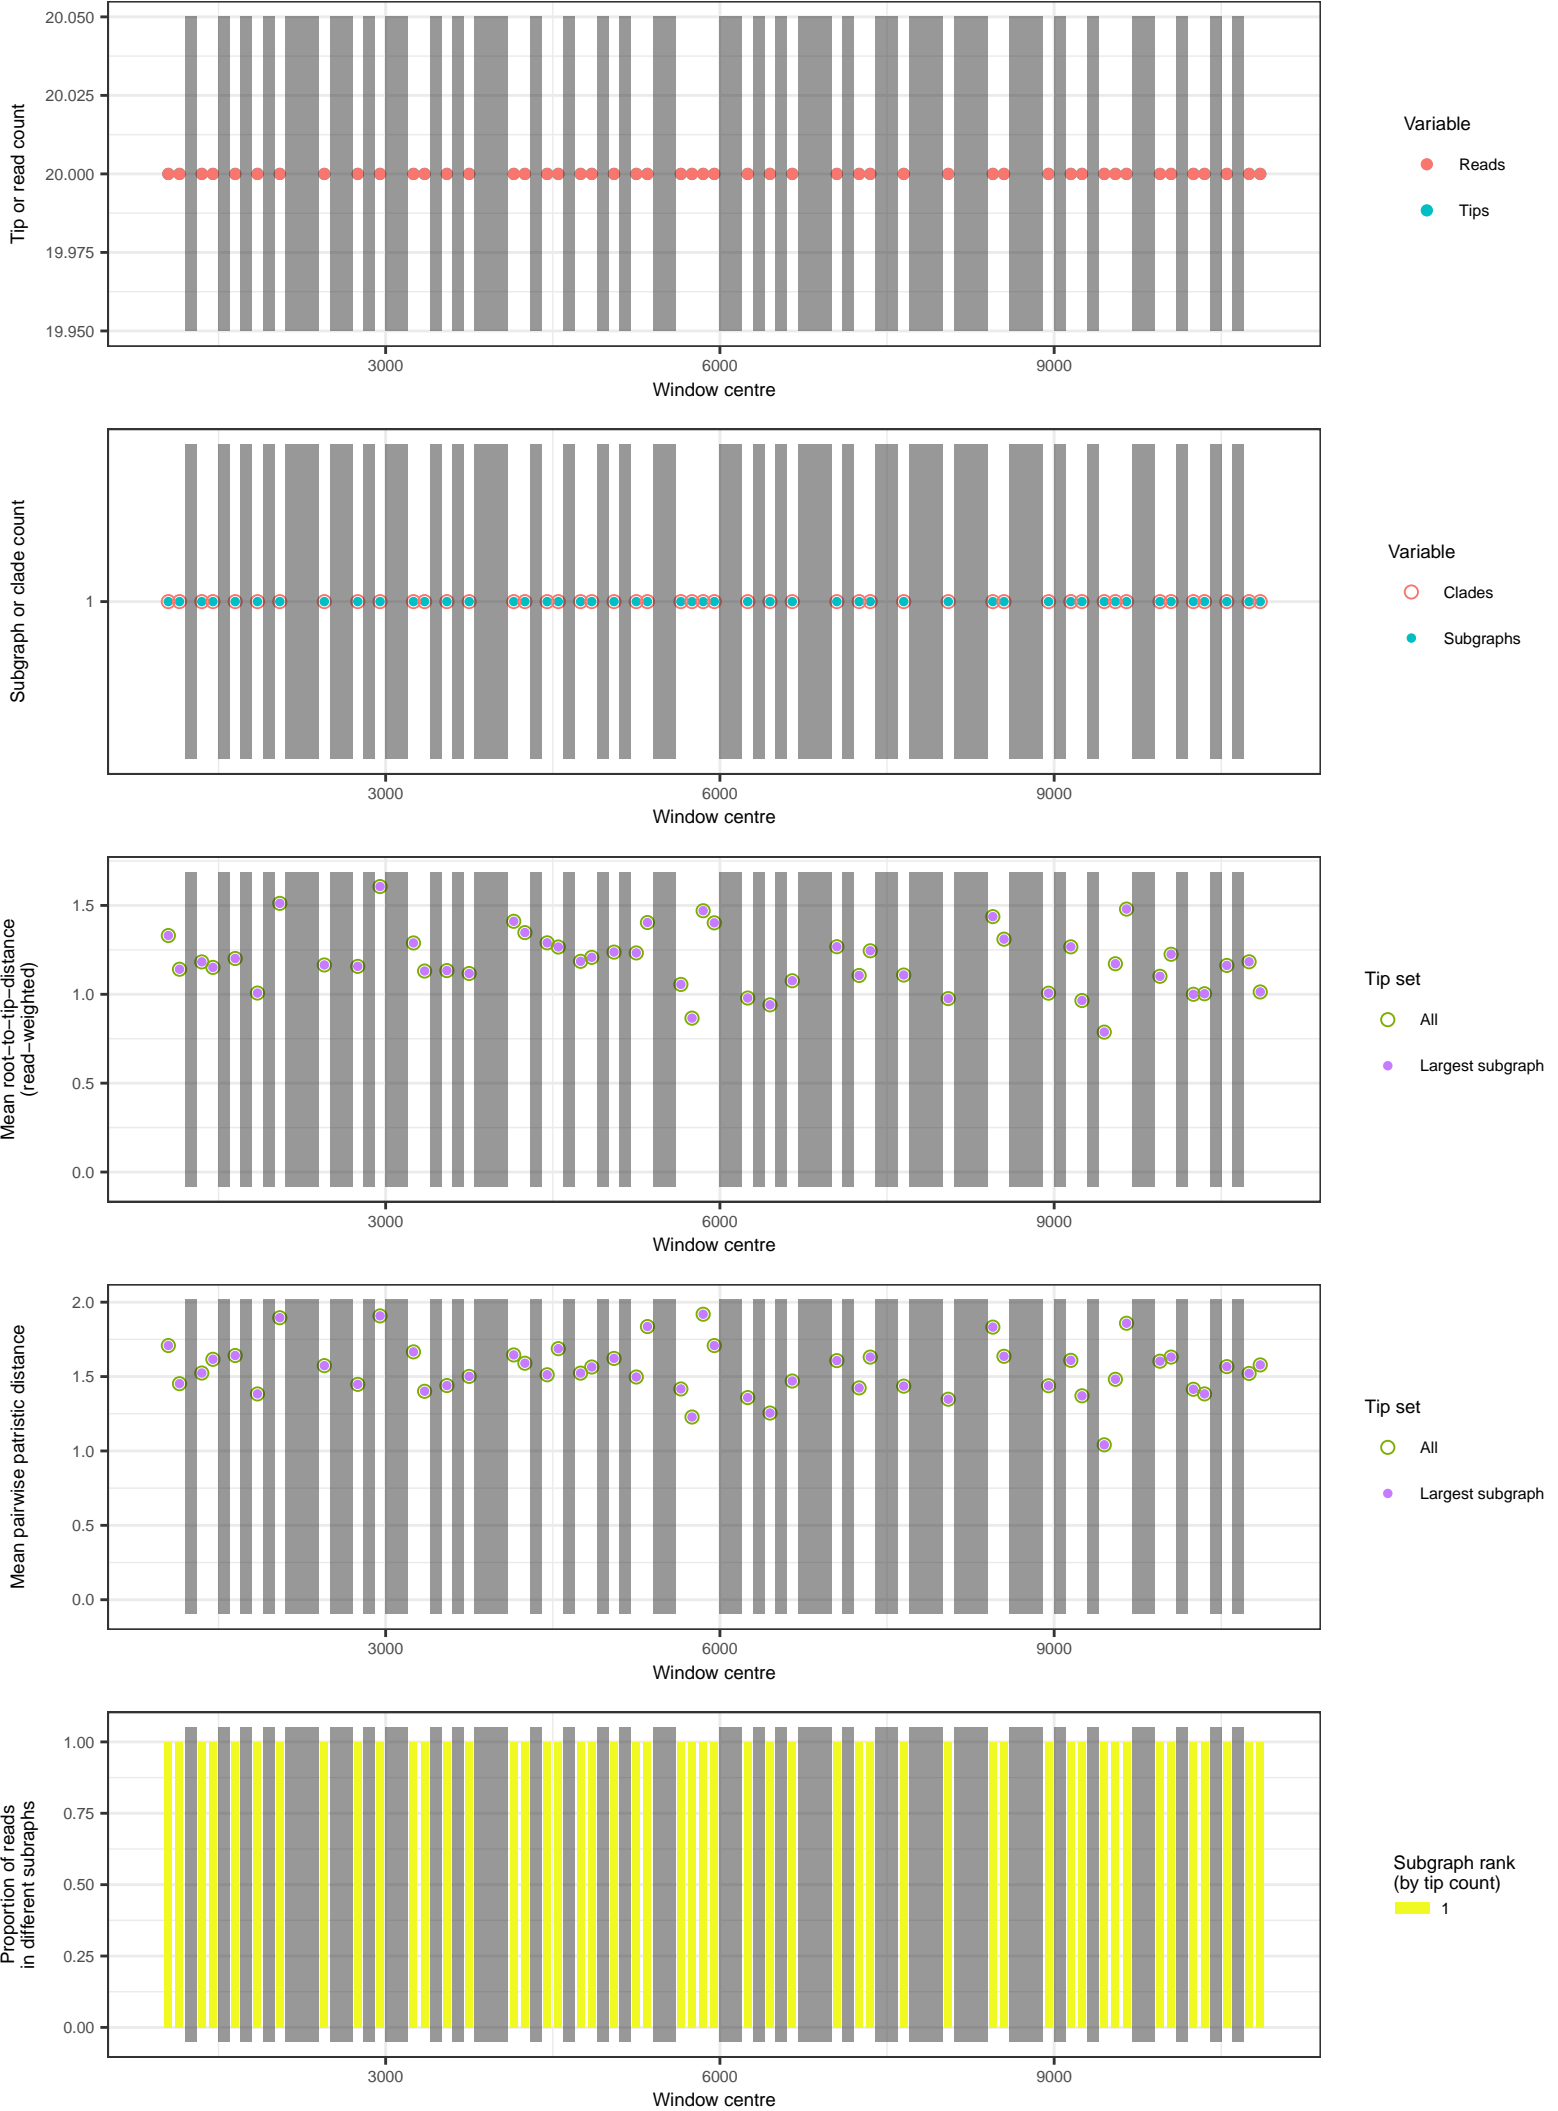 20.050
20.025
20.000
19.975
19.950
Tip or read count
3000
6000
9000
Window centre
Variable
Reads
Tips
1
Subgraph or clade count
3000
6000
9000
Window centre
Variable
Clades
Subgraphs
1.5
1.0
0.5
0.0
Mean root−to−tip−distance
(read−weighted)
3000
6000
9000
Window centre
Tip set
All
Largest subgraph
2.0
1.5
1.0
0.5
0.0
Mean pairwise patristic distance
3000
6000
9000
Window centre
Tip set
All
Largest subgraph
1.00
0.75
0.50
0.25
0.00
Proportion of reads
in different subraphs
3000
6000
9000
Window centre
Subgraph rank
(by tip count)
1